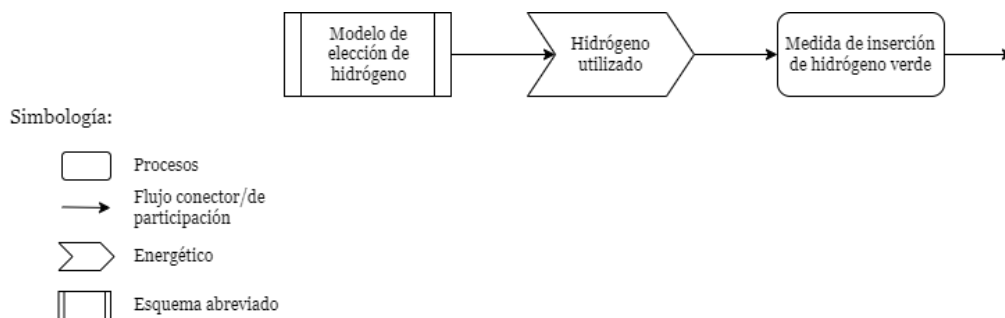 Modelo de
elección de
hidrógeno
Hidrógeno
utilizado
Medida de inserción
de hidrógeno verde
Simbología:
Procesos
Flujo conector/de
participación
Energético
Esquema abreviado